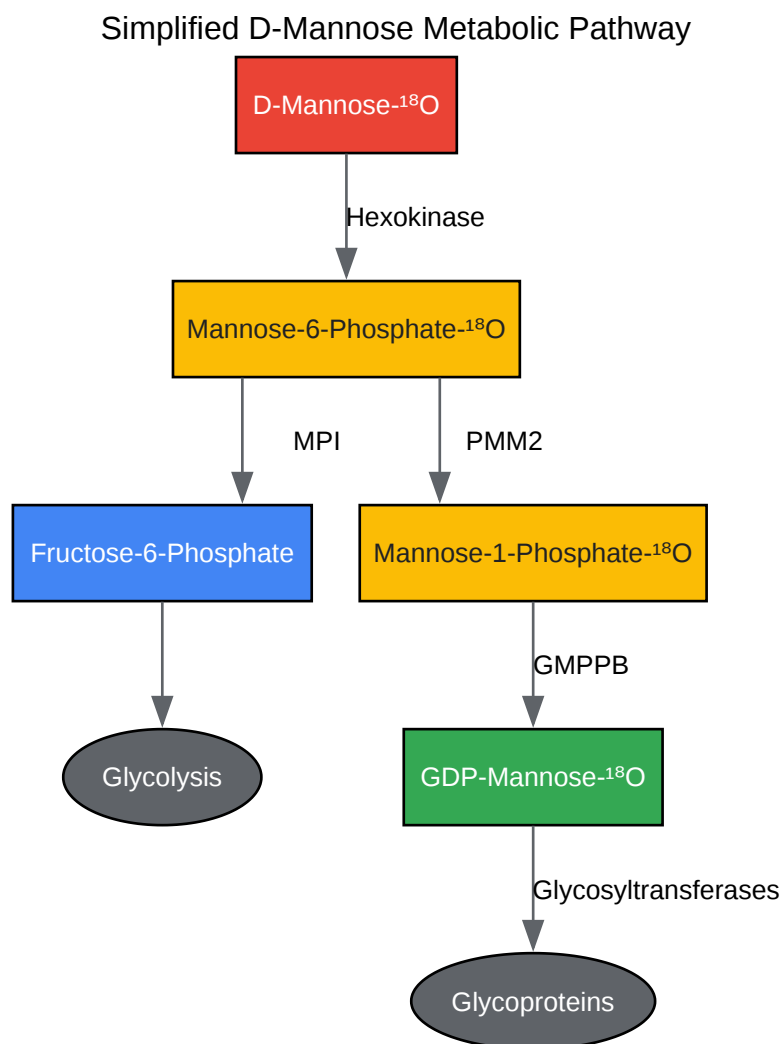 Simplified D-Mannose Metabolic Pathway
D-Mannose-¹⁸O
Hexokinase
Mannose-6-Phosphate-¹⁸O
MPI
PMM2
Fructose-6-Phosphate
Mannose-1-Phosphate-¹⁸O
GMPPB
Glycolysis
GDP-Mannose-¹⁸O
Glycosyltransferases
Glycoproteins